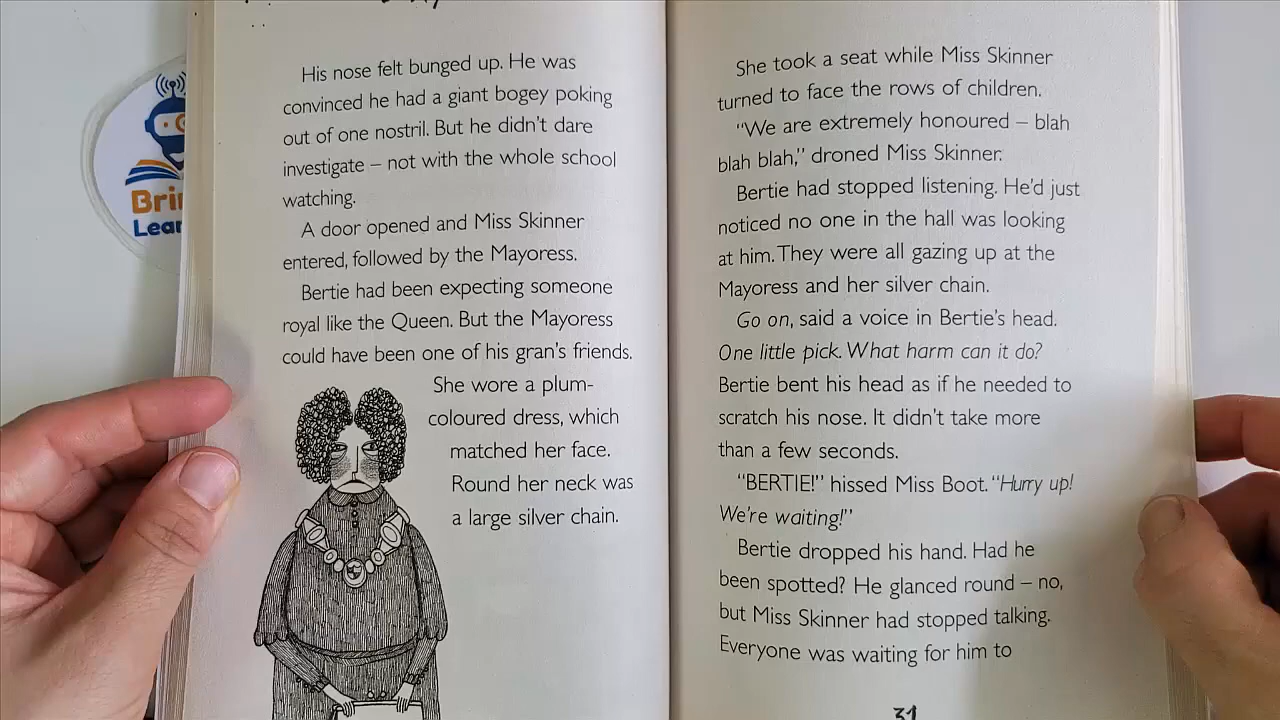 His nose felt bunged up. He was
convinced he had a giant bogey poking
out of one nostril. But he didn't dare
investigate – not with the whole school
watching.
A door opened and Miss Skinner
entered, followed by the Mayoress.
Bertie had been expecting someone
royal like the Queen. But the Mayoress
could have been one of his gran's friends.
She wore a plum-
coloured dress, which
matched her face.
Round her neck was
a large silver chain.
She took a seat while Miss Skinner
turned to face the rows of children.
“We are extremely honoured – blah
blah blah,” droned Miss Skinner.
Bertie had stopped listening. He'd just
noticed no one in the hall was looking
at him. They were all gazing up at the
Mayoress and her silver chain.
Go on, said a voice in Bertie's head.
One little pick. What harm can it do?
Bertie bent his head as if he needed to
scratch his nose. It didn't take more
than a few seconds.
“BERTIE!” hissed Miss Boot. “Hurry up!
We're waiting!”
Bertie dropped his hand. Had he
been spotted? He glanced round – no,
but Miss Skinner had stopped talking.
Everyone was waiting for him to
31